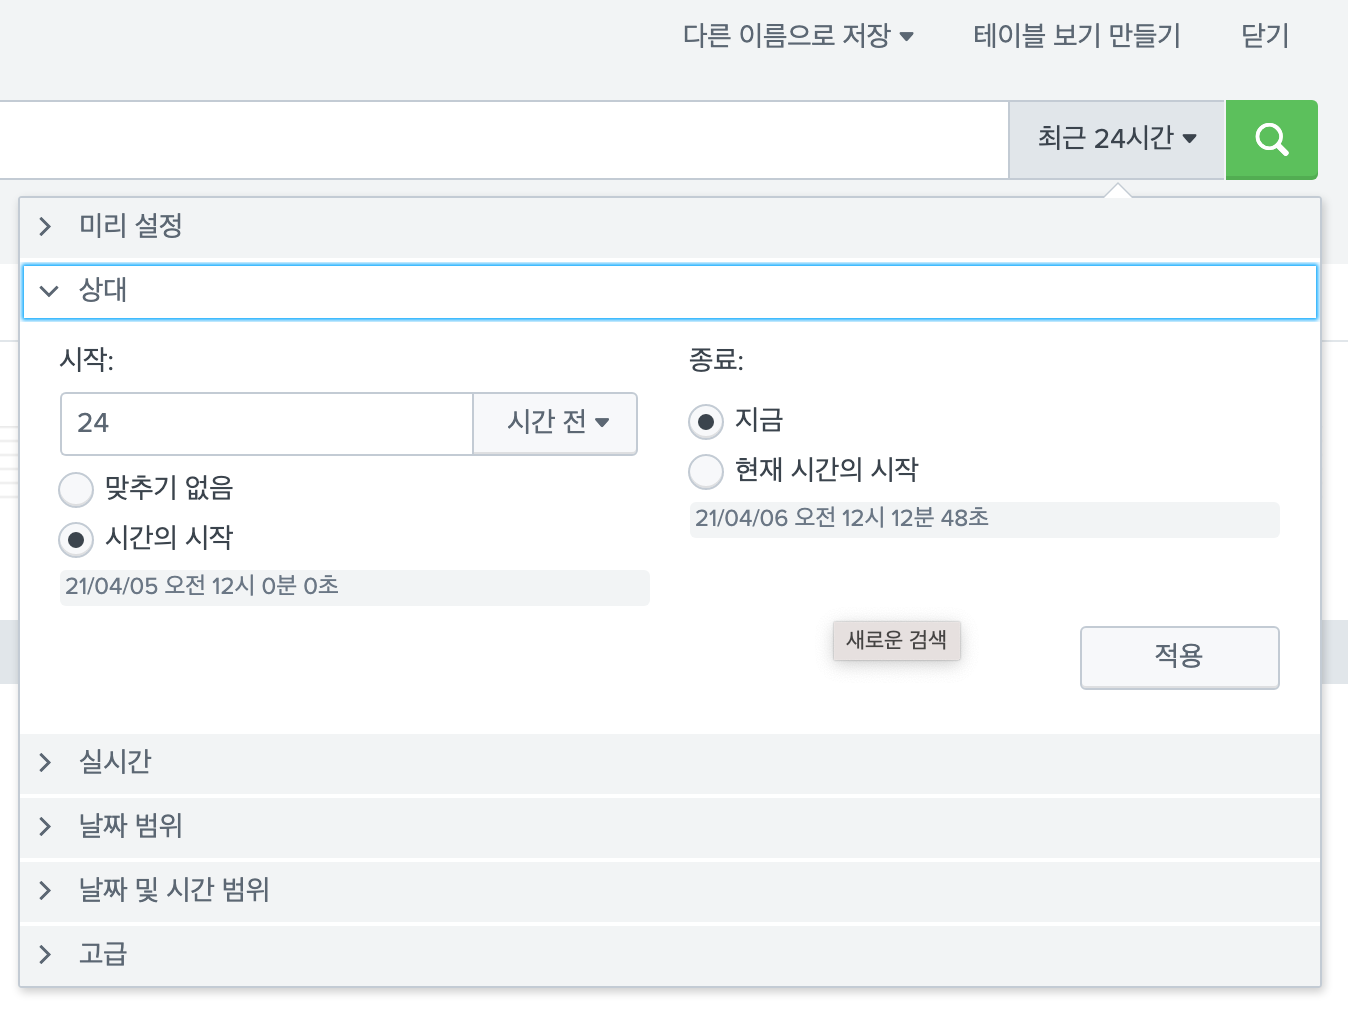 다른 이름으로 저장 테이블 보기 만들기 닫기
최근 24시간
미리 설정
상대
시작:
24 시간 전
맞추기 없음
시간의 시작
21/04/05 오전 12시 0분 0초
종료:
지금
현재 시간의 시작
21/04/06 오전 12시 12분 48초
새로운 검색
적용
실시간
날짜 범위
날짜 및 시간 범위
고급